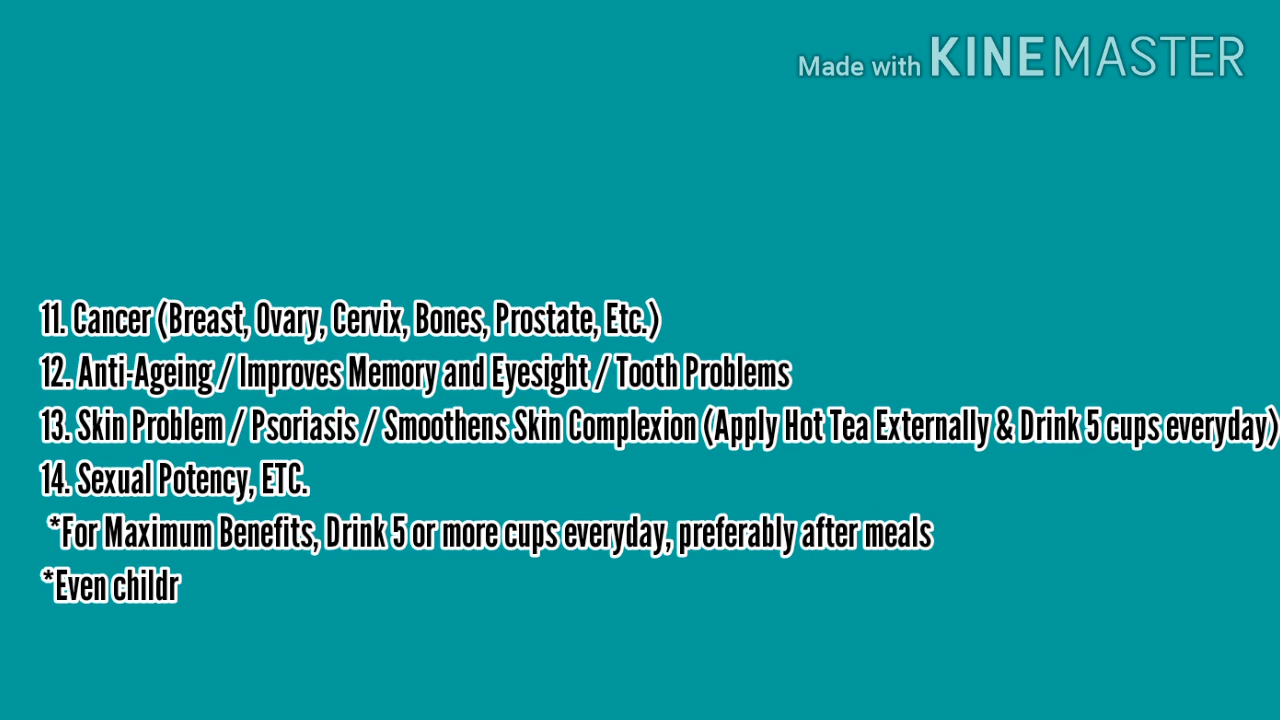 Made with KINEMASTER
11. Cancer (Breast, Ovary, Cervix, Bones, Prostate, Etc.)
12. Anti-Ageing / Improves Memory and Eyesight / Tooth Problems
13. Skin Problem / Psoriasis / Smoothens Skin Complexion (Apply Hot Tea Externally & Drink 5 cups everyday)
14. Sexual Potency, ETC.
*For Maximum Benefits, Drink 5 or more cups everyday, preferably after meals
*Even childr